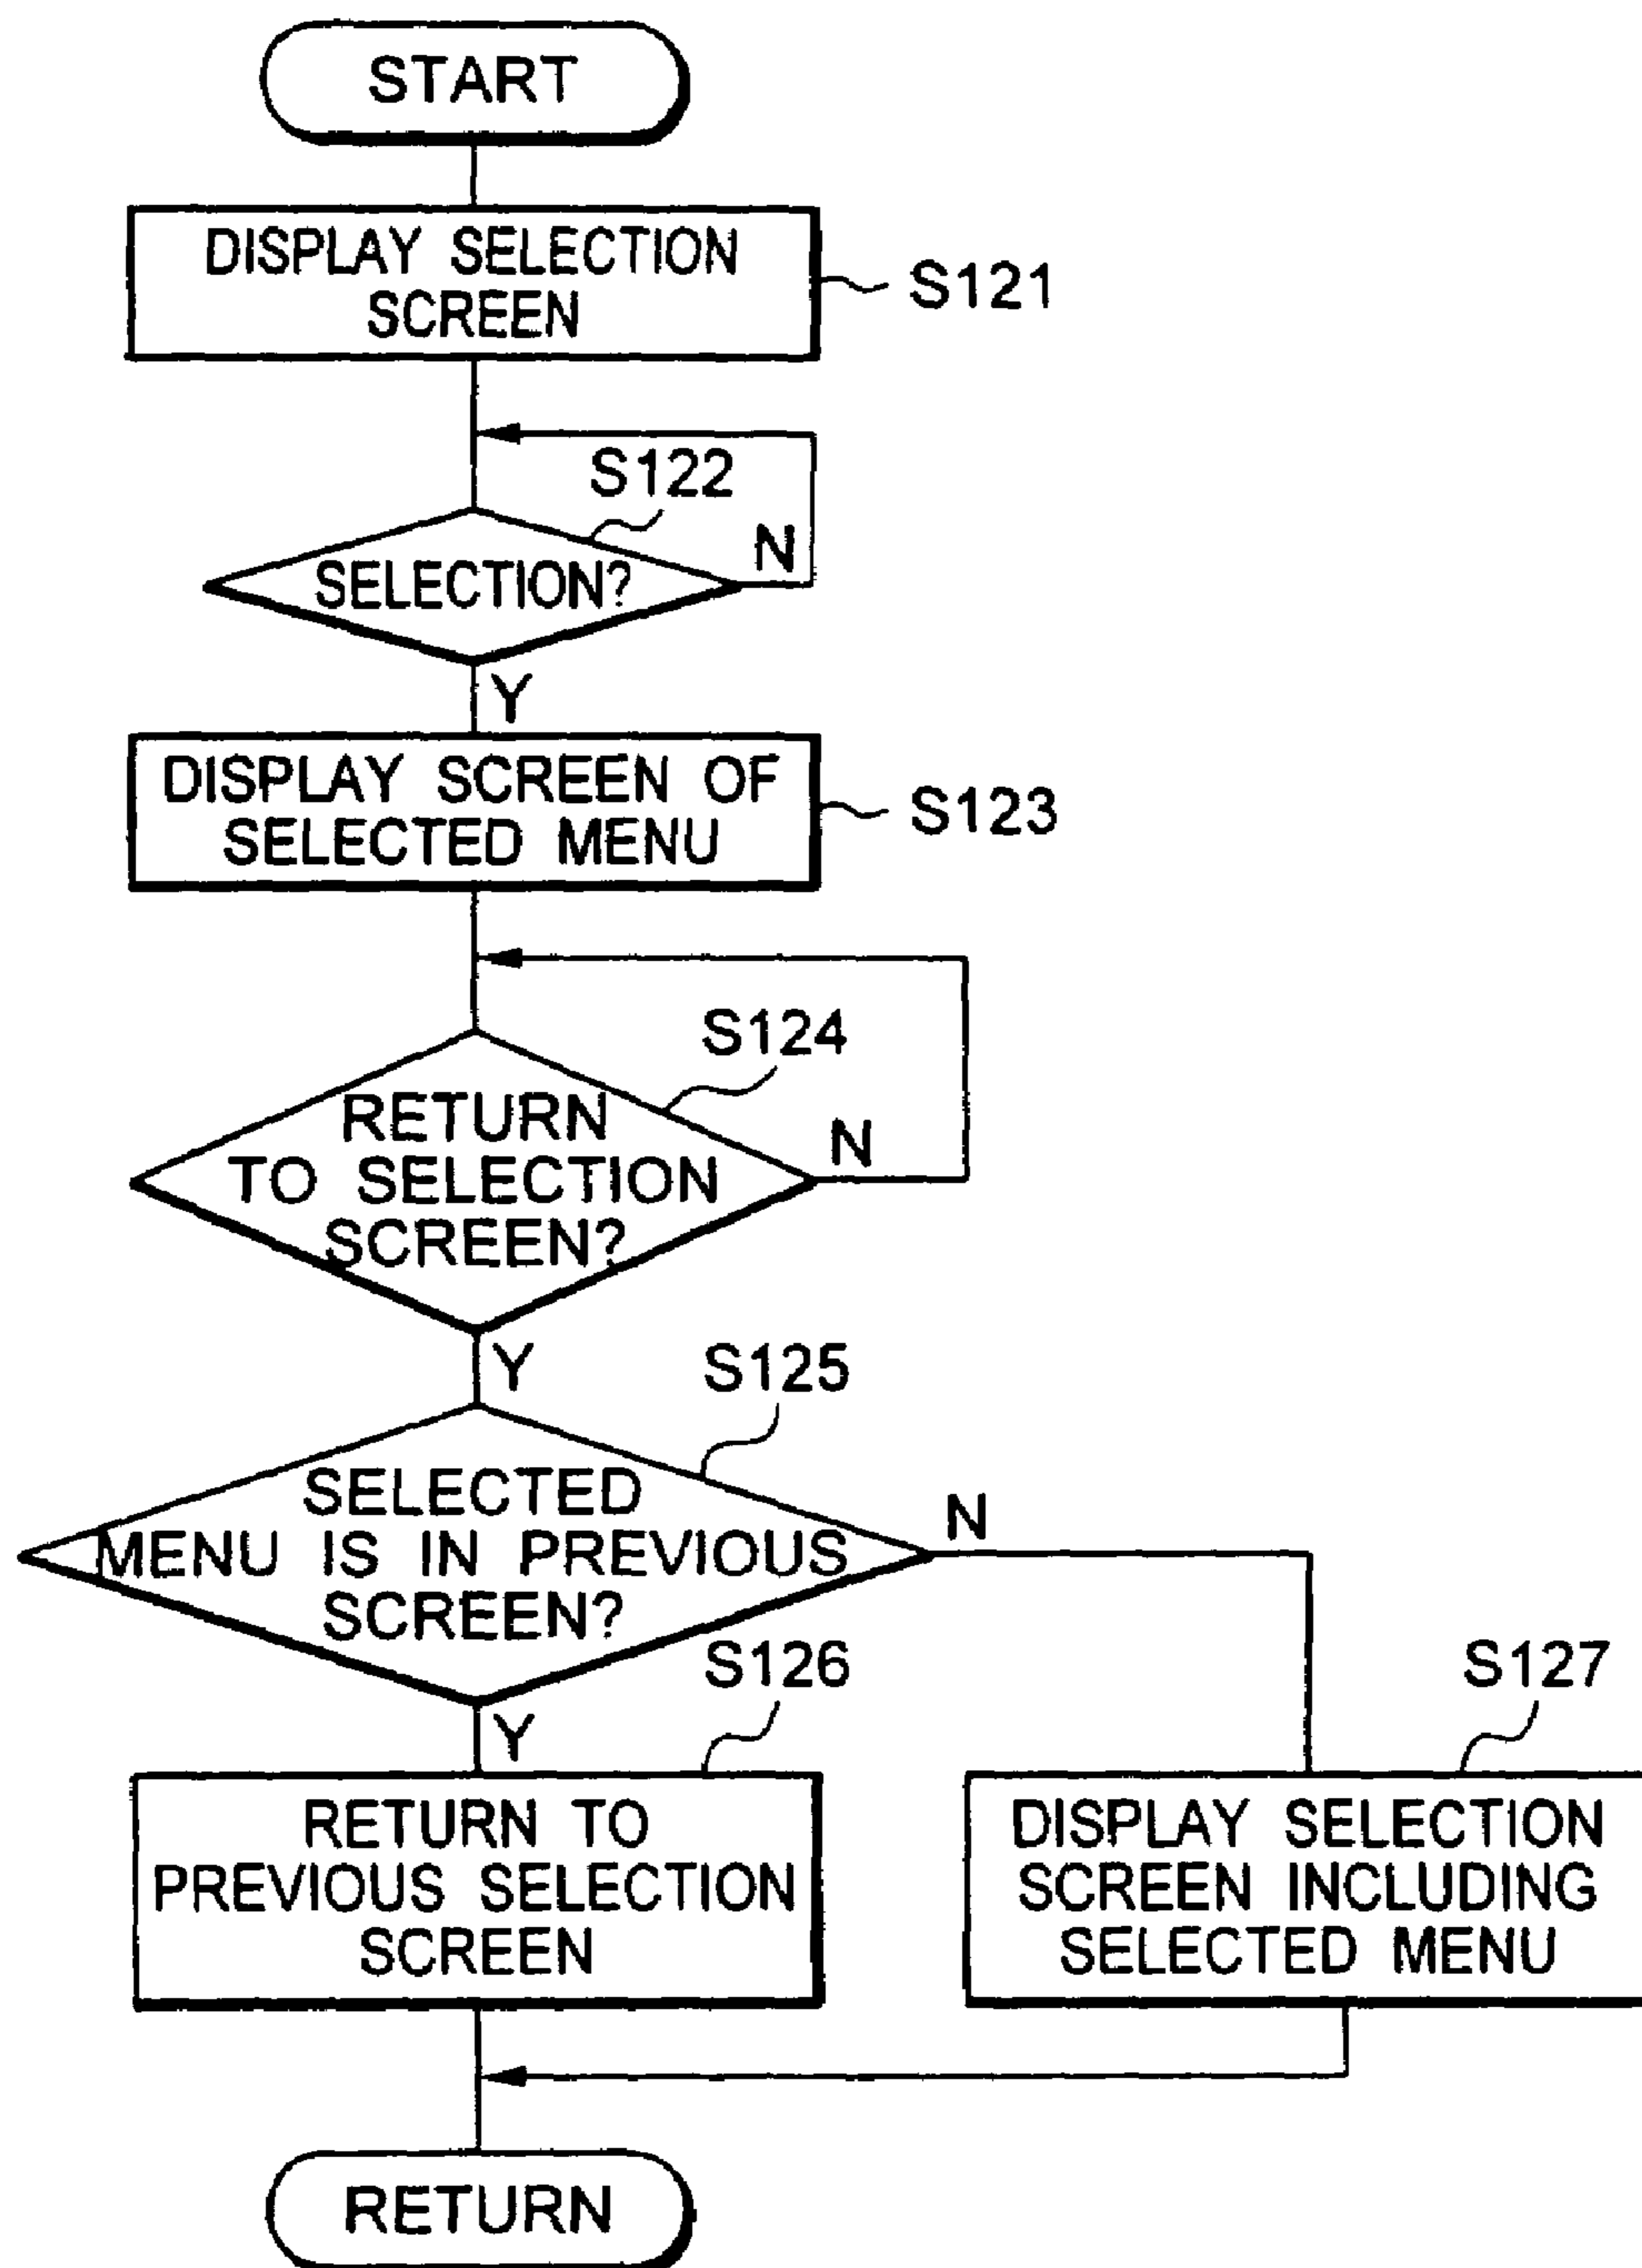 START
DISPLAY SELECTION
SCREEN
S121
S122
N
SELECTION?
Y
DISPLAY SCREEN OF
SELECTED MENU
S123
S124
RETURN
TO SELECTION
SCREEN?
N
Y
S125
SELECTED
MENU IS IN PREVIOUS
SCREEN?
N
Y
S126
RETURN TO
PREVIOUS SELECTION
SCREEN
S127
DISPLAY SELECTION
SCREEN INCLUDING
SELECTED MENU
RETURN